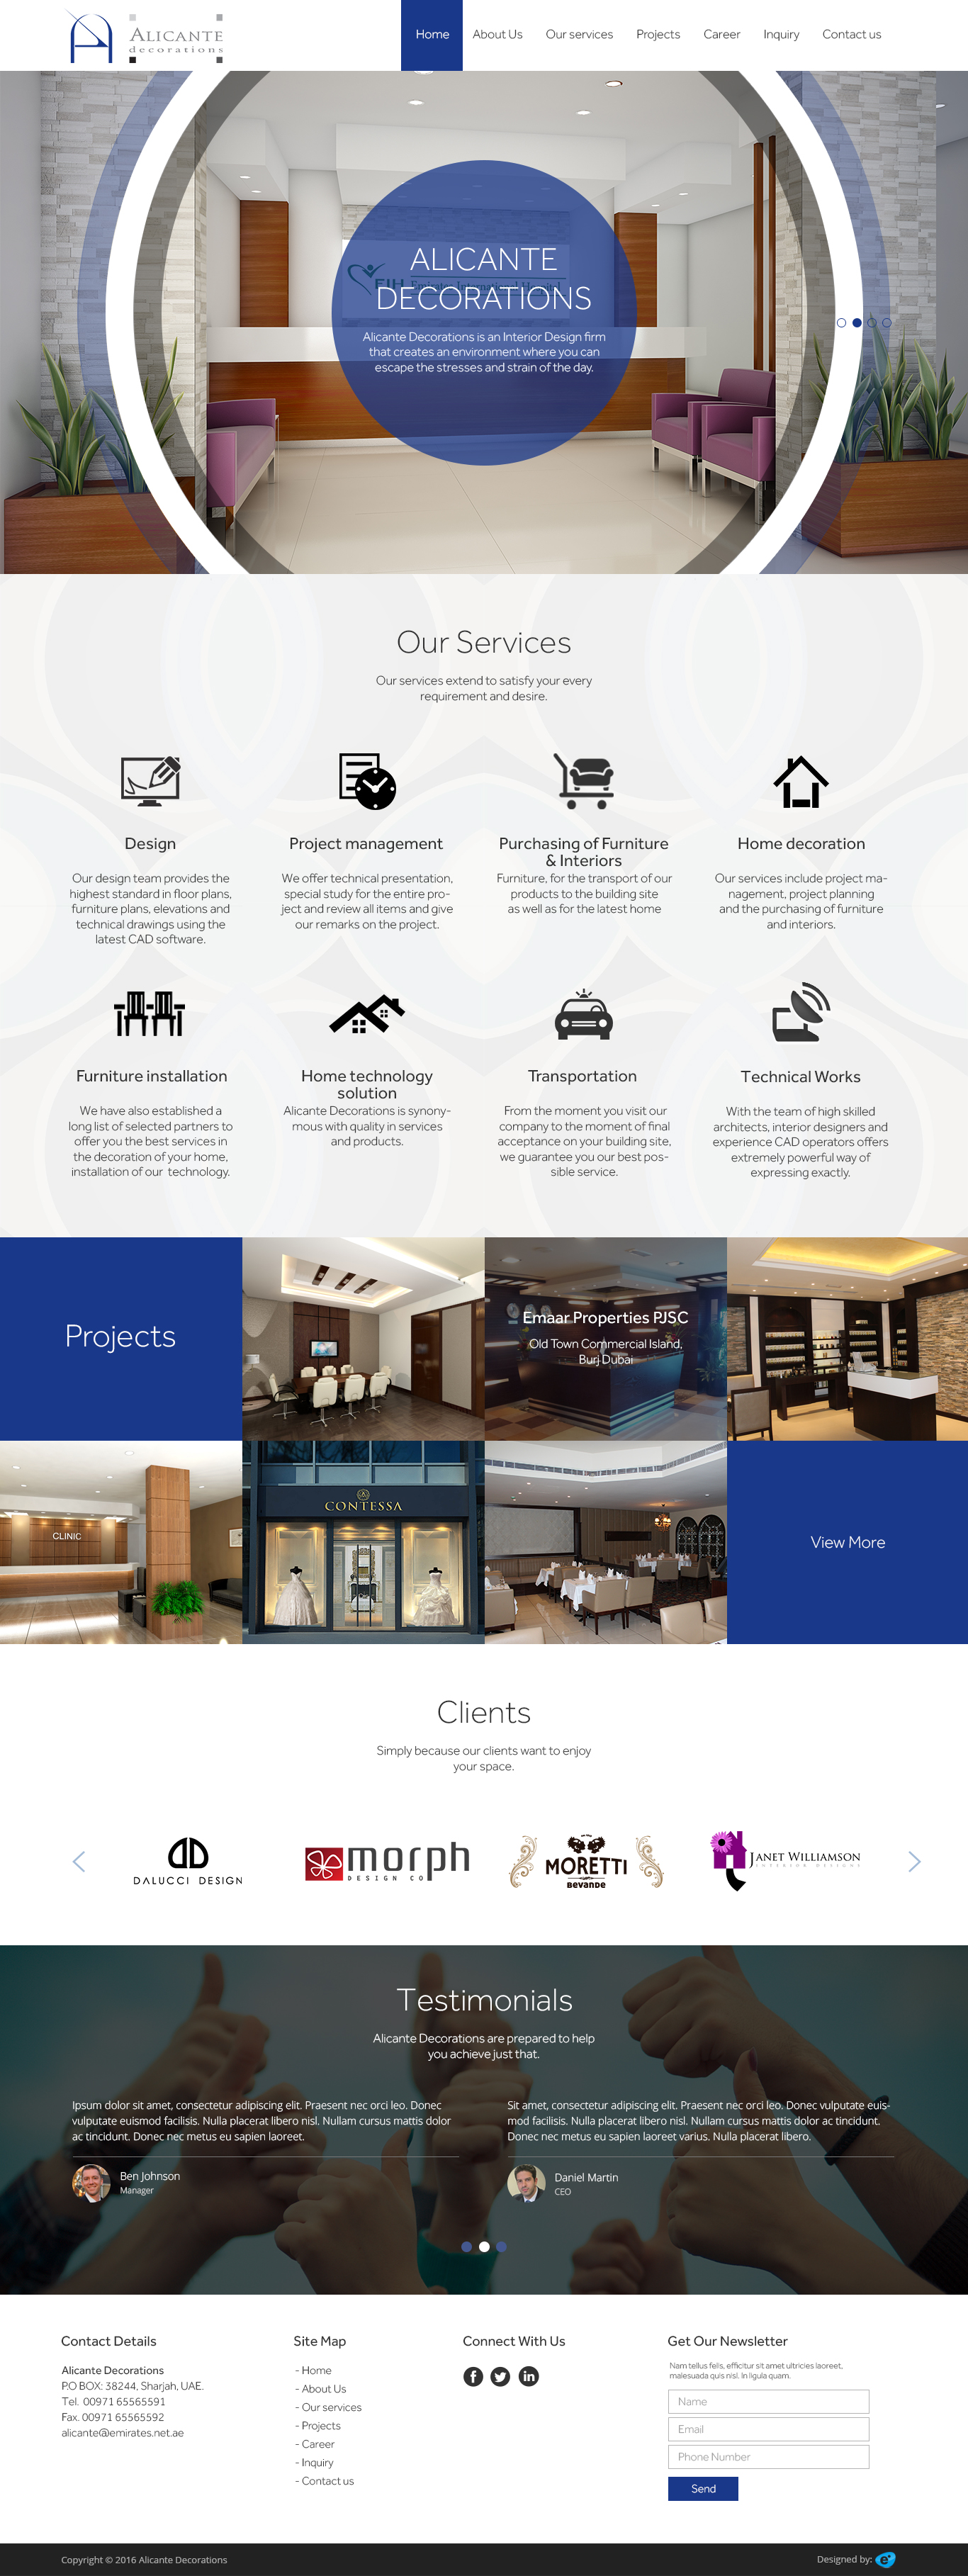 ALICANTE
decorations
Home
About Us
Our services
Projects
Career
Inquiry
Contact us
EIH Emirates International Hospital
ALICANTE
DECORATIONS
Alicante Decorations is an Interior Design firm
that creates an environment where you can
escape the stresses and strain of the day.
Our Services
Our services extend to satisfy your every
requirement and desire.
Design
Our design team provides the
highest standard in floor plans,
furniture plans, elevations and
technical drawings using the
latest CAD software.
Project management
We offer technical presentation,
special study for the entire pro-
ject and review all items and give
our remarks on the project.
Purchasing of Furniture
& Interiors
Furniture, for the transport of our
products to the building site
as well as for the latest home
Home decoration
Our services include project ma-
nagement, project planning
and the purchasing of furniture
and interiors.
Furniture installation
We have also established a
long list of selected partners to
offer you the best services in
the decoration of your home,
installation of our technology.
Home technology
solution
Alicante Decorations is synony-
mous with quality in services
and products.
Transportation
From the moment you visit our
company to the moment of final
acceptance on your building site,
we guarantee you our best pos-
sible service.
Technical Works
With the team of high skilled
architects, interior designers and
experience CAD operators offers
extremely powerful way of
expressing exactly.
Projects
Emaar Properties PJSC
Old Town Commercial Island,
Burj Dubai
CLINIC
CONTESSA
View More
Clients
Simply because our clients want to enjoy
your space.
DALUCCI DESIGN
morph
DESIGN CO
MORETTI
BEVANDE
JANET WILLIAMSON
INTERIOR DESIGNS
Testimonials
Alicante Decorations are prepared to help
you achieve just that.
Ipsum dolor sit amet, consectetur adipiscing elit. Praesent nec orci leo. Donec
vulputate euismod facilisis. Nulla placerat libero nisl. Nullam cursus mattis dolor
ac tincidunt. Donec nec metus eu sapien laoreet.
Ben Johnson
Manager
Sit amet, consectetur adipiscing elit. Praesent nec orci leo. Donec vulputate euis-
mod facilisis. Nulla placerat libero nisl. Nullam cursus mattis dolor ac tincidunt.
Donec nec metus eu sapien laoreet varius. Nulla placerat libero.
Daniel Martin
CEO
Contact Details
Alicante Decorations
P.O BOX: 38244, Sharjah, UAE.
Tel. 00971 65565591
Fax. 00971 65565592
alicante@emirates.net.ae
Site Map
- Home
- About Us
- Our services
- Projects
- Career
- Inquiry
- Contact us
Connect With Us
Get Our Newsletter
Nam tellus felis, efficitur sit amet ultricies laoreet,
malesuada quis nisl. In ligula quam.
Name
Email
Phone Number
Send
Copyright © 2016 Alicante Decorations
Designed by: